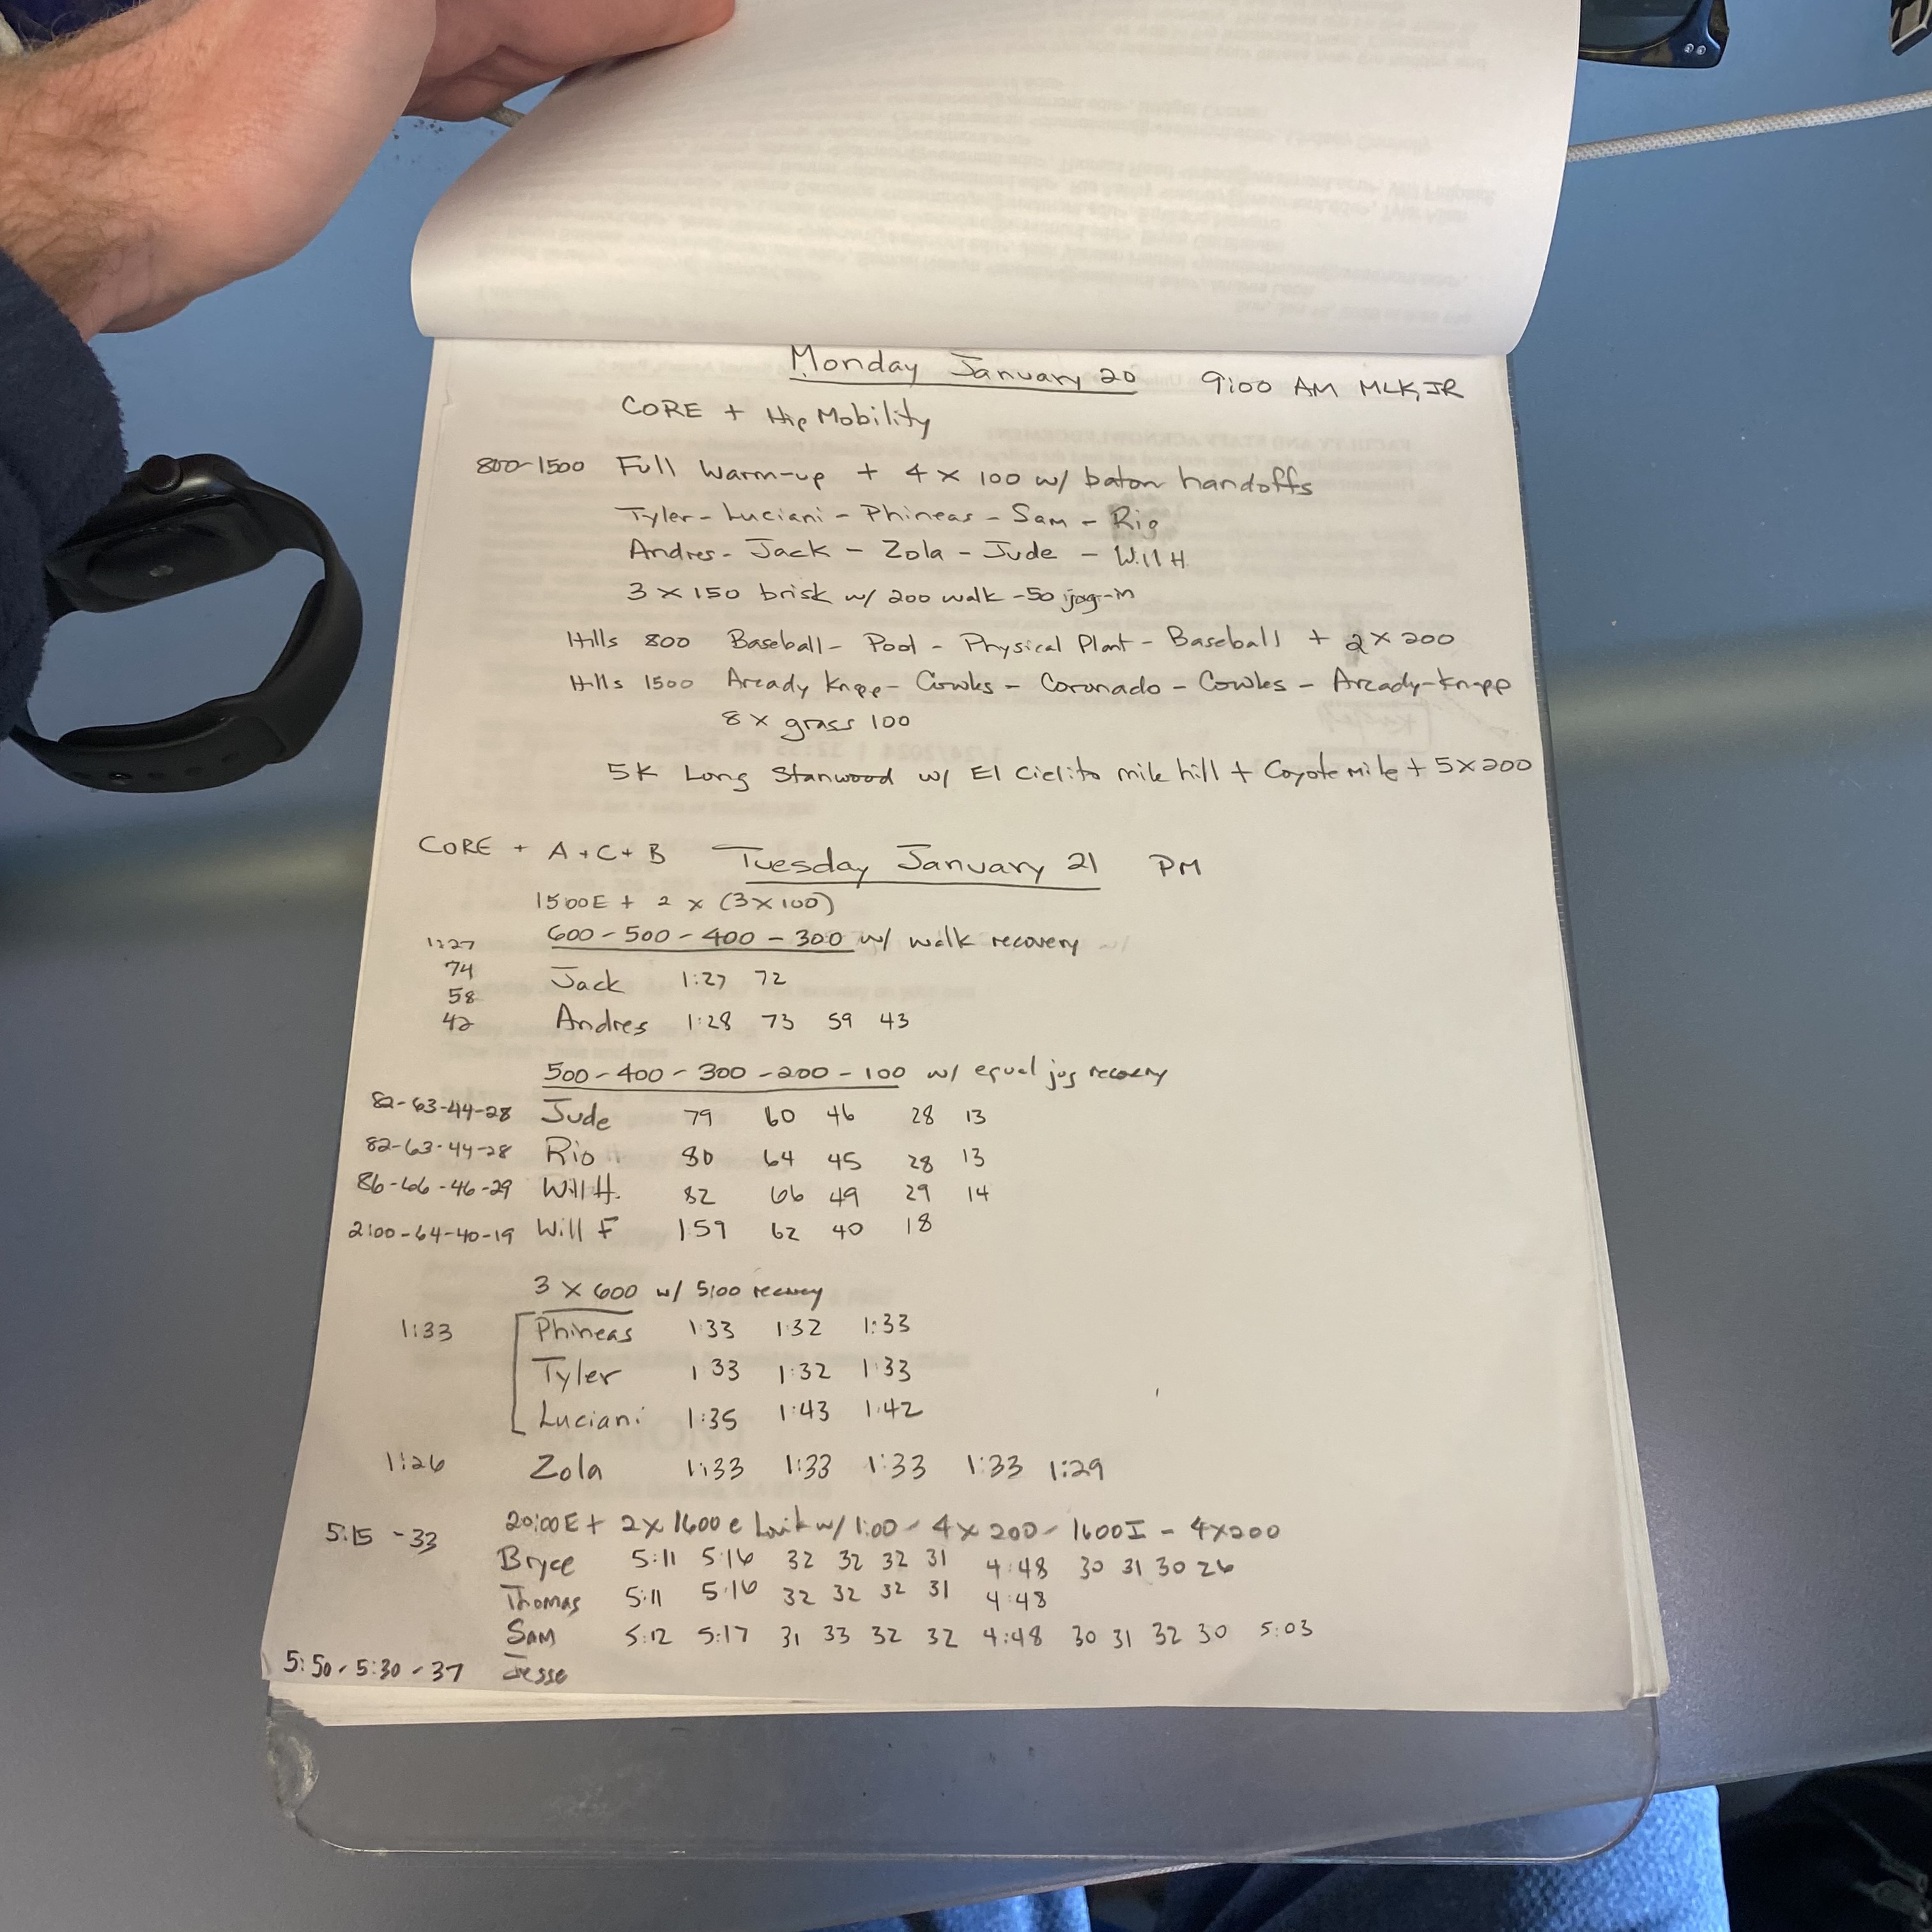 Monday January 20 9:00 AM MLK, JR
CORE + Hip Mobility
800-1500 Full Warm-up + 4 x 100 w/ baton handoffs
Tyler - Luciani - Phineas - Sam - Rio
Andres - Jack - Zola - Jude - Will H
3 x 150 brisk w/ 200 walk - 50 jog-in
Hills 800 Baseball - Pool - Physical Plant - Baseball + 2 x 200
Hills 1500 Arcady Knapp - Cowles - Coronado - Cowles - Arcady-Knapp
8 x grass 100
5K Long Stanwood w/ El Cielito mile hill + Coyote Mile + 5 x 200
CORE + A + C + B Tuesday January 21 PM
1500E + 2 x (3 x 100)
1:27 600 - 500 - 400 - 300 w/ walk recovery
74
Jack 1:27 72
58
42 Andres 1:28 73 59 43
500 - 400 - 300 - 200 - 100 w/ equal jog recovery
82-63-44-28 Jude 79 60 46 28 13
82-63-44-28 Rio 80 64 45 28 13
86-66-46-29 Will H. 82 66 49 29 14
2:00-64-40-19 Will F 159 62 40 18
3 x 600 w/ 5:00 recovery
1:33 Phineas 1:33 1:32 1:33
Tyler 1 33 1:32 1:33
Luciani 1:35 1:43 1:42
1:26 Zola 1:33 1:33 1:33 1:33 1:29
5:15 - 33 20:00E + 2 x 1600 @ w/ 1:00 - 4 x 200 - 1600I - 4 x 200
Bryce 5:11 5:16 32 32 32 31 4:48 30 31 30 26
Thomas 5:11 5:16 32 32 32 31 4:48
Sam 5:12 5:17 31 33 32 32 4:48 30 31 32 30 5:03
5:50 - 5:30 - 37 Jesse